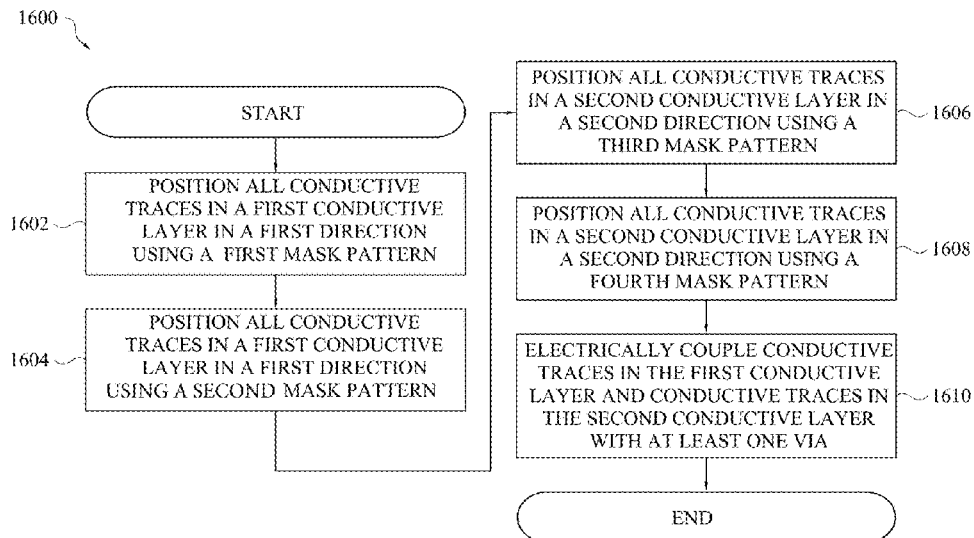 1600
START
1602
POSITION ALL CONDUCTIVE
TRACES IN A FIRST CONDUCTIVE
LAYER IN A FIRST DIRECTION
USING A FIRST MASK PATTERN
1604
POSITION ALL CONDUCTIVE
TRACES IN A FIRST CONDUCTIVE
LAYER IN A FIRST DIRECTION
USING A SECOND MASK PATTERN
POSITION ALL CONDUCTIVE TRACES
IN A SECOND CONDUCTIVE LAYER IN
A SECOND DIRECTION USING A
THIRD MASK PATTERN
1606
POSITION ALL CONDUCTIVE TRACES
IN A SECOND CONDUCTIVE LAYER IN
A SECOND DIRECTION USING A
FOURTH MASK PATTERN
1608
ELECTRICALLY COUPLE CONDUCTIVE
TRACES IN THE FIRST CONDUCTIVE
LAYER AND CONDUCTIVE TRACES IN
THE SECOND CONDUCTIVE LAYER
WITH AT LEAST ONE VIA
1610
END